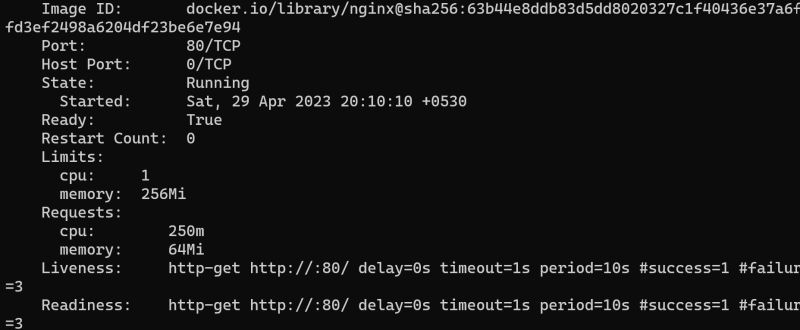 Image ID:       docker.io/library/nginx@sha256:63b44e8ddb83d5dd8020327c1f40436e37a6f
fd3ef2498a6204df23be6e7e94
Port:           80/TCP
Host Port:      0/TCP
State:          Running
Started:      Sat, 29 Apr 2023 20:10:10 +0530
Ready:          True
Restart Count:  0
Limits:
cpu:     1
memory:  256Mi
Requests:
cpu:        250m
memory:     64Mi
Liveness:     http-get http://:80/ delay=0s timeout=1s period=10s #success=1 #failur
=3
Readiness:    http-get http://:80/ delay=0s timeout=1s period=10s #success=1 #failur
=3